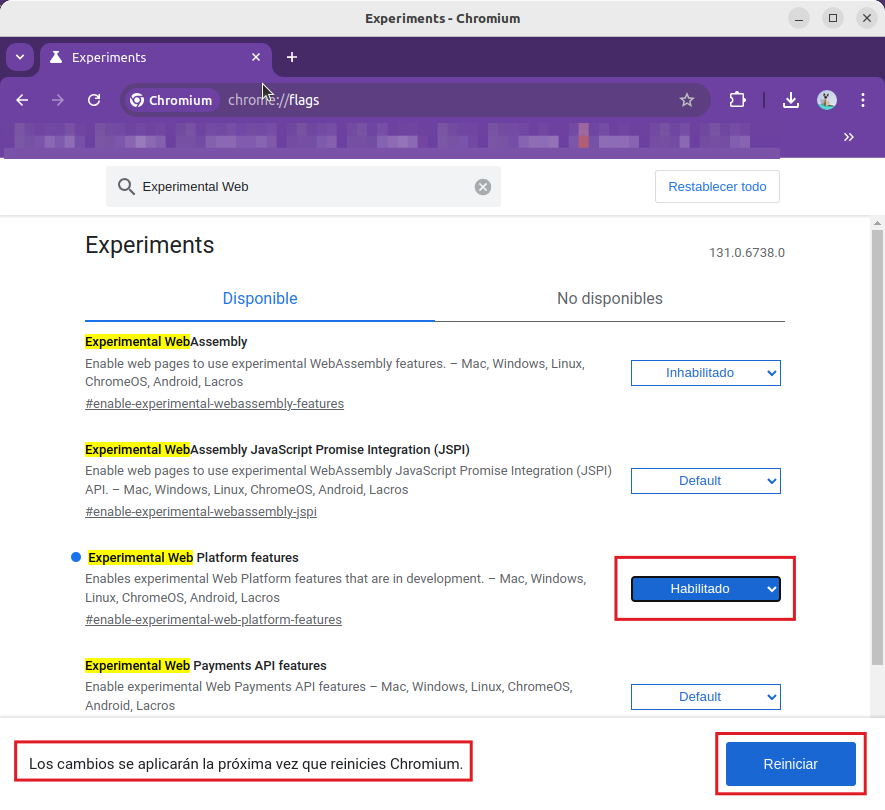 Experiments - Chromium
Experiments
Chromium
chrome://flags
Experimental Web
Restablecer todo
Experiments
131.0.6738.0
Disponible
No disponibles
Experimental WebAssembly
Enable web pages to use experimental WebAssembly features. – Mac, Windows, Linux,
ChromeOS, Android, Lacros
#enable-experimental-webassembly-features
Inhabilitado
Experimental WebAssembly JavaScript Promise Integration (JSPI)
Enable web pages to use experimental WebAssembly JavaScript Promise Integration (JSPI)
API. – Mac, Windows, Linux, ChromeOS, Android, Lacros
#enable-experimental-webassembly-jspi
Default
Experimental Web Platform features
Enables experimental Web Platform features that are in development. – Mac, Windows,
Linux, ChromeOS, Android, Lacros
#enable-experimental-web-platform-features
Habilitado
Experimental Web Payments API features
Enable experimental Web Payments API features – Mac, Windows, Linux, ChromeOS,
Android, Lacros
Default
Los cambios se aplicarán la próxima vez que reinicies Chromium.
Reiniciar